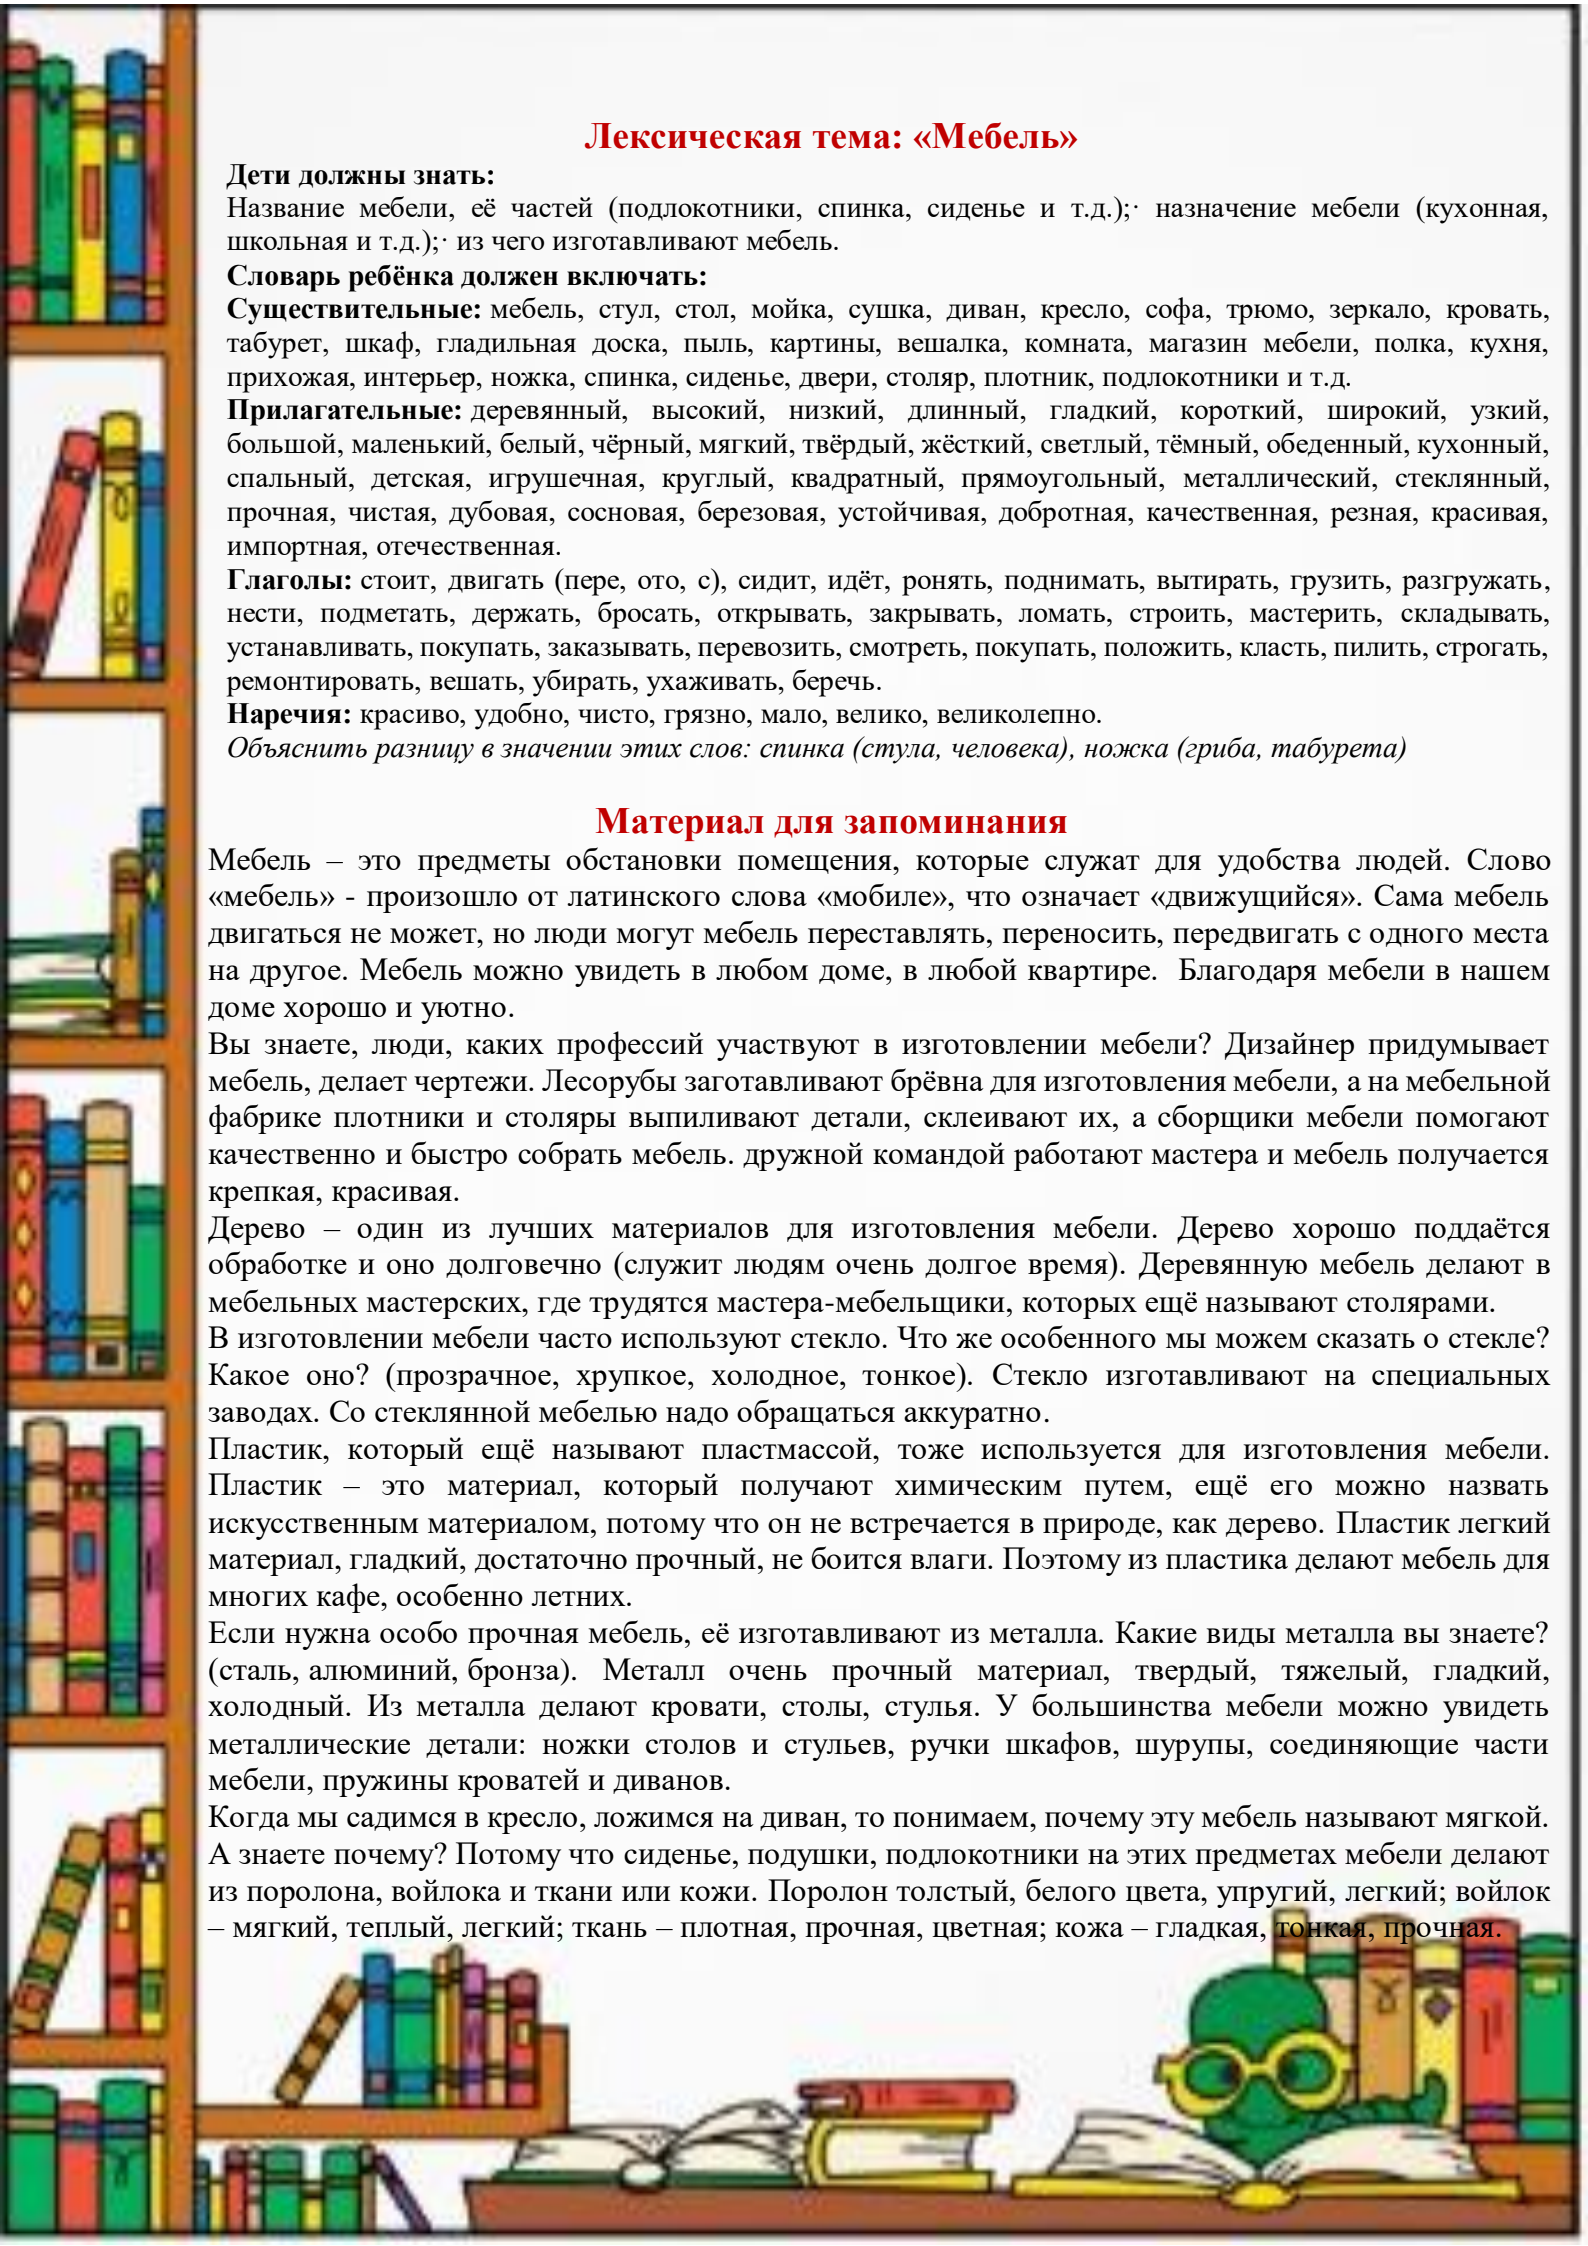 Лексическая тема: «Мебель»
Дети должны знать:
Название мебели, её частей (подлокотники, спинка, сиденье и т.д.);· назначение мебели (кухонная,
школьная и т.д.);· из чего изготавливают мебель.
Словарь ребёнка должен включать:
Существительные: мебель, стул, стол, мойка, сушка, диван, кресло, софа, трюмо, зеркало, кровать,
табурет, шкаф, гладильная доска, пыль, картины, вешалка, комната, магазин мебели, полка, кухня,
прихожая, интерьер, ножка, спинка, сиденье, двери, столяр, плотник, подлокотники и т.д.
Прилагательные: деревянный, высокий, низкий, длинный, гладкий, короткий, широкий, узкий,
большой, маленький, белый, чёрный, мягкий, твёрдый, жёсткий, светлый, тёмный, обеденный, кухонный,
спальный, детская, игрушечная, круглый, квадратный, прямоугольный, металлический, стеклянный,
прочная, чистая, дубовая, сосновая, березовая, устойчивая, добротная, качественная, резная, красивая,
импортная, отечественная.
Глаголы: стоит, двигать (пере, ото, с), сидит, идёт, ронять, поднимать, вытирать, грузить, разгружать,
нести, подметать, держать, бросать, открывать, закрывать, ломать, строить, мастерить, складывать,
устанавливать, покупать, заказывать, перевозить, смотреть, покупать, положить, класть, пилить, строгать,
ремонтировать, вешать, убирать, ухаживать, беречь.
Наречия: красиво, удобно, чисто, грязно, мало, велико, великолепно.
Объяснить разницу в значении этих слов: спинка (стула, человека), ножка (гриба, табурета)
Материал для запоминания
Мебель – это предметы обстановки помещения, которые служат для удобства людей. Слово
«мебель» - произошло от латинского слова «мобиле», что означает «движущийся». Сама мебель
двигаться не может, но люди могут мебель переставлять, переносить, передвигать с одного места
на другое. Мебель можно увидеть в любом доме, в любой квартире. Благодаря мебели в нашем
доме хорошо и уютно.
Вы знаете, люди, каких профессий участвуют в изготовлении мебели? Дизайнер придумывает
мебель, делает чертежи. Лесорубы заготавливают брёвна для изготовления мебели, а на мебельной
фабрике плотники и столяры выпиливают детали, склеивают их, а сборщики мебели помогают
качественно и быстро собрать мебель. дружной командой работают мастера и мебель получается
крепкая, красивая.
Дерево – один из лучших материалов для изготовления мебели. Дерево хорошо поддаётся
обработке и оно долговечно (служит людям очень долгое время). Деревянную мебель делают в
мебельных мастерских, где трудятся мастера-мебельщики, которых ещё называют столярами.
В изготовлении мебели часто используют стекло. Что же особенного мы можем сказать о стекле?
Какое оно? (прозрачное, хрупкое, холодное, тонкое). Стекло изготавливают на специальных
заводах. Со стеклянной мебелью надо обращаться аккуратно.
Пластик, который ещё называют пластмассой, тоже используется для изготовления мебели.
Пластик – это материал, который получают химическим путем, ещё его можно назвать
искусственным материалом, потому что он не встречается в природе, как дерево. Пластик легкий
материал, гладкий, достаточно прочный, не боится влаги. Поэтому из пластика делают мебель для
многих кафе, особенно летних.
Если нужна особо прочная мебель, её изготавливают из металла. Какие виды металла вы знаете?
(сталь, алюминий, бронза). Металл очень прочный материал, твердый, тяжелый, гладкий,
холодный. Из металла делают кровати, столы, стулья. У большинства мебели можно увидеть
металлические детали: ножки столов и стульев, ручки шкафов, шурупы, соединяющие части
мебели, пружины кроватей и диванов.
Когда мы садимся в кресло, ложимся на диван, то понимаем, почему эту мебель называют мягкой.
А знаете почему? Потому что сиденье, подушки, подлокотники на этих предметах мебели делают
из поролона, войлока и ткани или кожи. Поролон толстый, белого цвета, упругий, легкий; войлок
– мягкий, теплый, легкий; ткань – плотная, прочная, цветная; кожа – гладкая, тонкая, прочная.